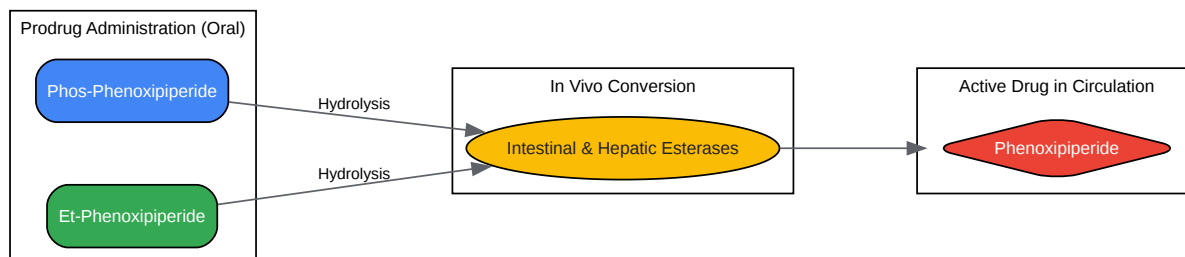 Prodrug Administration (Oral)
Phos-Phenoxipiperide
Et-Phenoxipiperide
Hydrolysis
Hydrolysis
In Vivo Conversion
Intestinal & Hepatic Esterases
Active Drug in Circulation
Phenoxipiperide